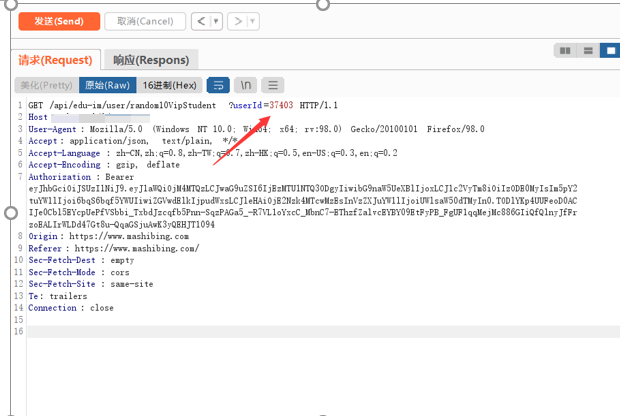 发送(Send) 取消(Cancel) < >
请求(Request) 响应(Respons)
美化(Pretty) 原始(Raw) 16进制(Hex) \n
1 GET /api/edu-im/user/random10VipStudent ?userId=37403 HTTP/1.1
2 Host
3 User-Agent : Mozilla/5.0 (Windows NT 10.0; Win64; x64; rv:98.0) Gecko/20100101 Firefox/98.0
4 Accept : application/json, text/plain, */*
5 Accept-Language : zh-CN,zh;q=0.8,zh-TW;q=0.7,zh-HK;q=0.5,en-US;q=0.3,en;q=0.2
6 Accept-Encoding : gzip, deflate
7 Authorization : Bearer
8 Origin : https://www.mashibing.com
9 Referer : https://www.mashibing.com/
10 Sec-Fetch-Dest : empty
11 Sec-Fetch-Mode : cors
12 Sec-Fetch-Site : same-site
13 Te : trailers
14 Connection : close
15
16